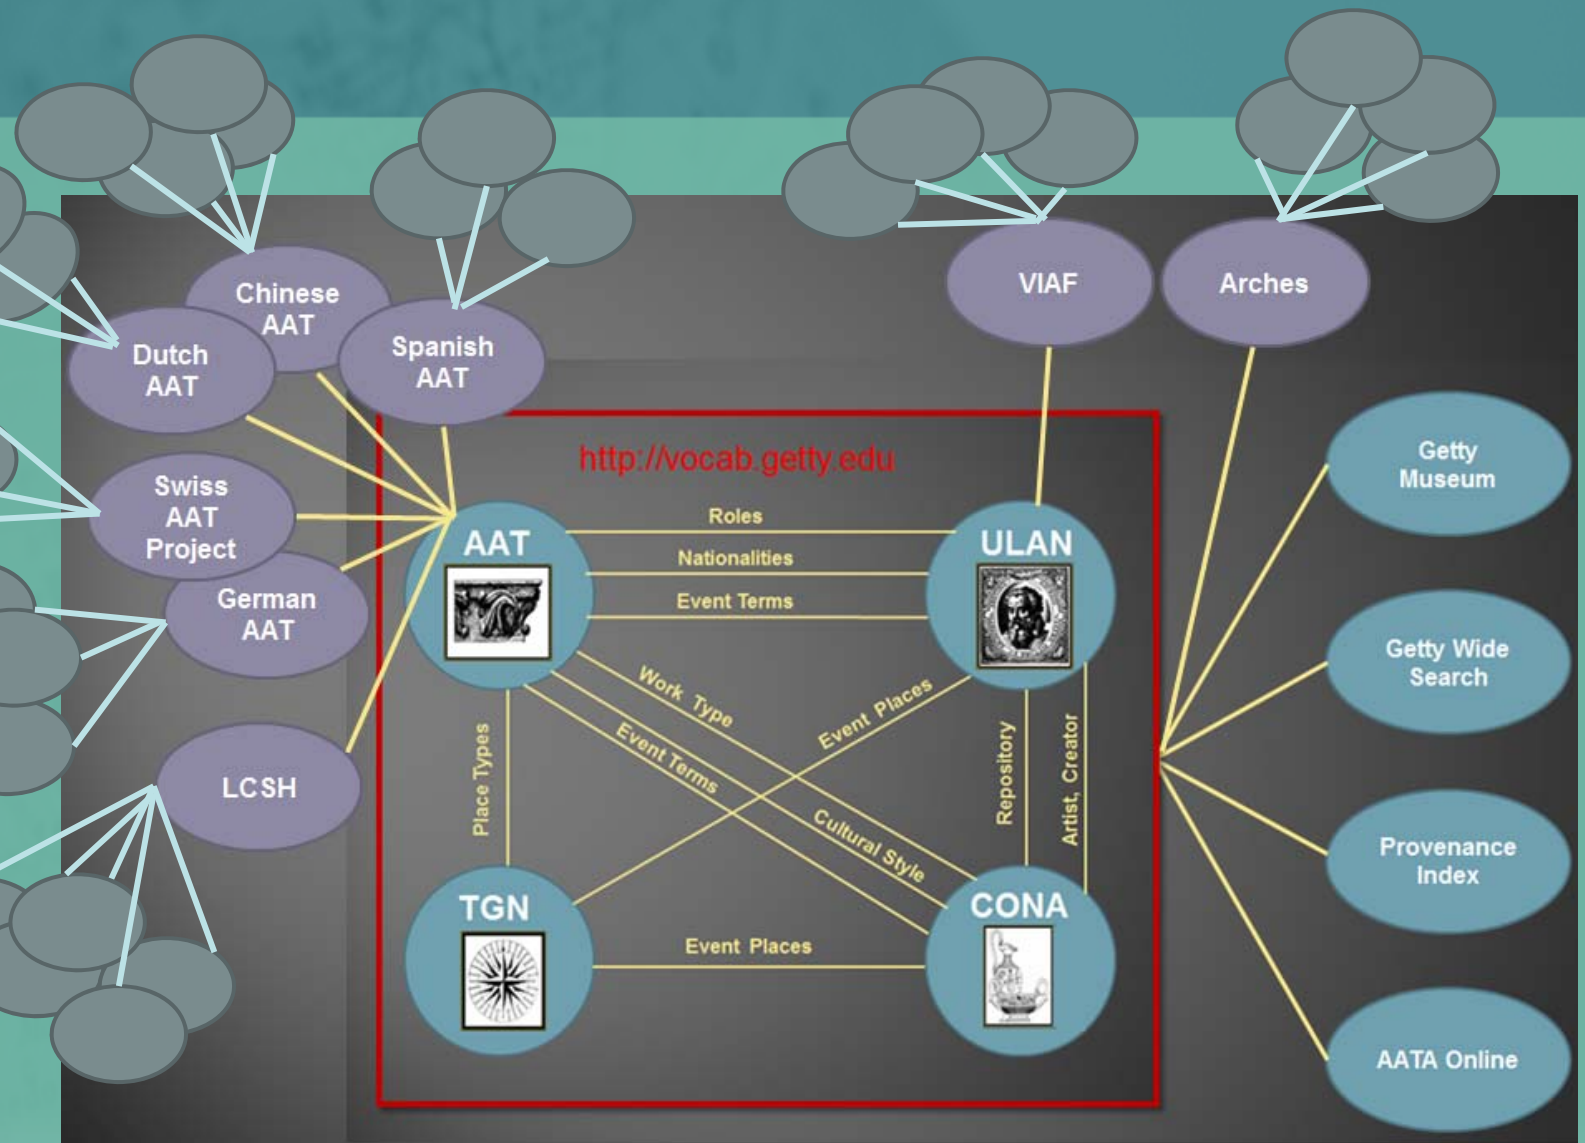 VIAF
Arches
Chinese
AAT
Dutch
AAT
Spanish
AAT
Swiss
AAT
Project
German
AAT
LCSH
http://vocab.getty.edu
AAT
Roles
ULAN
Nationalities
Event Terms
Work Type
Event Places
Event Terms
Cultural Style
Place Types
Repository
Artist, Creator
TGN
Event Places
CONA
Getty
Museum
Getty Wide
Search
Provenance
Index
AATA Online